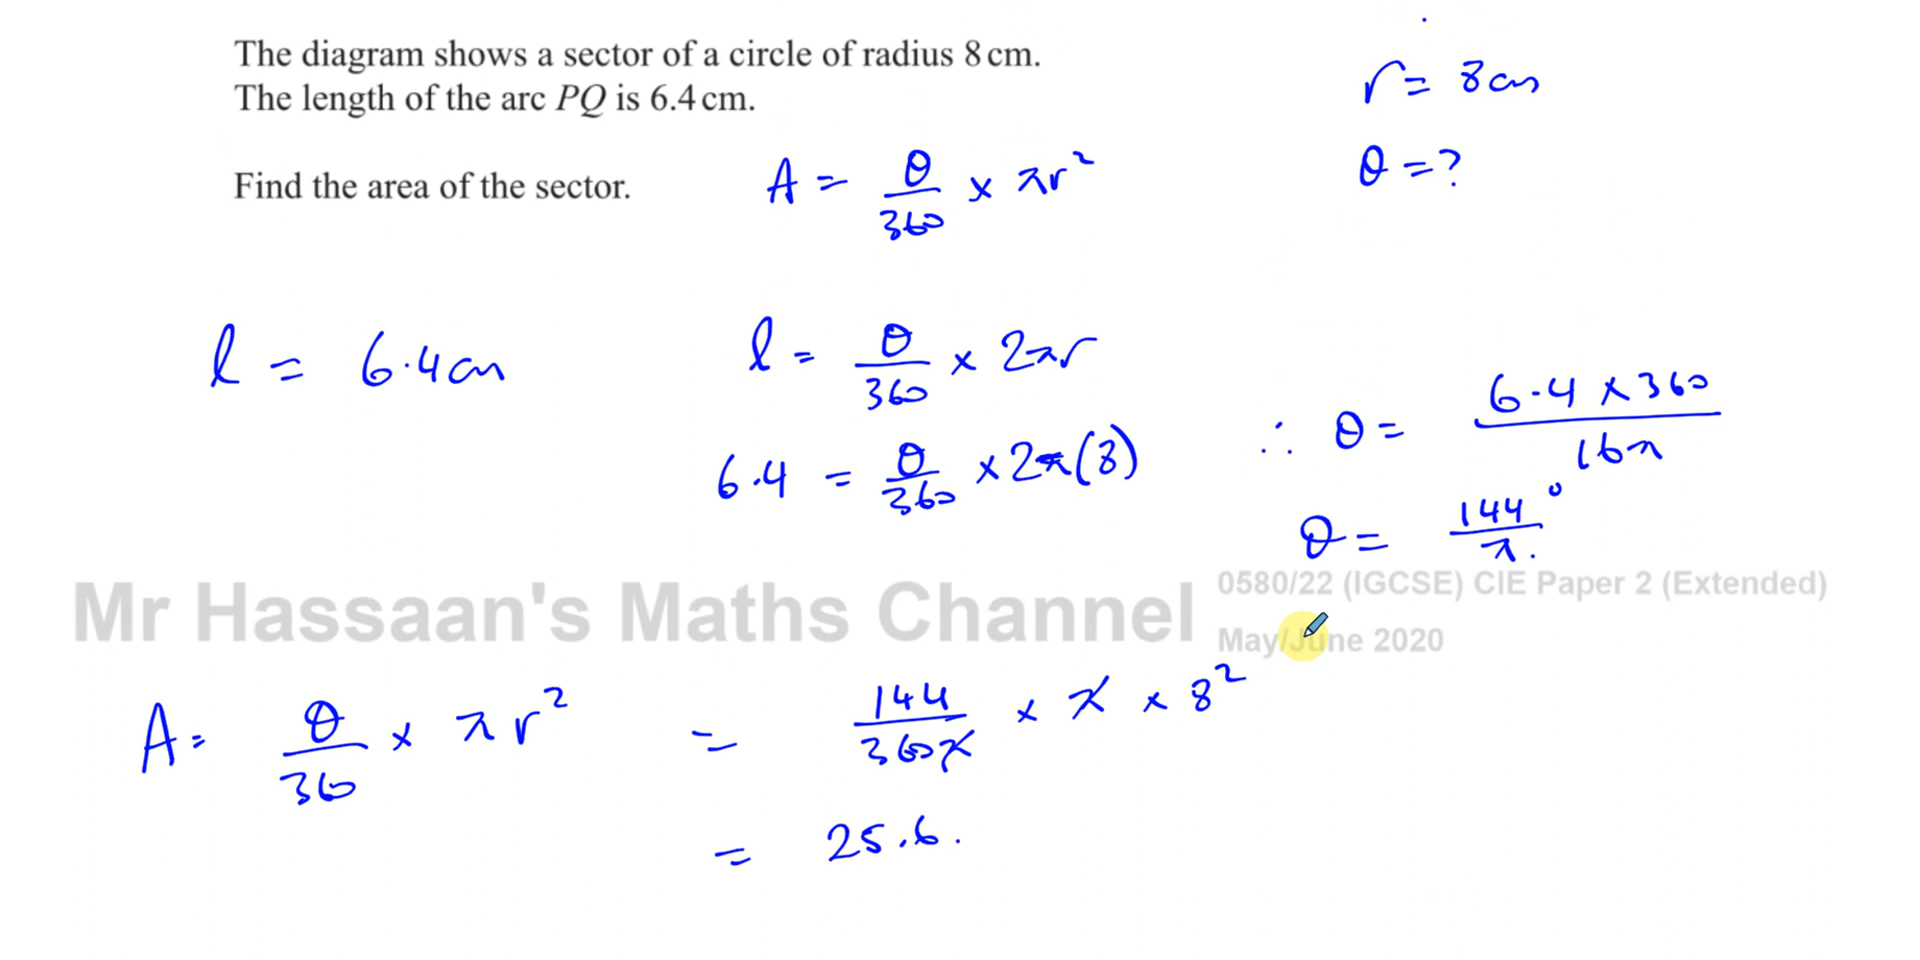 The diagram shows a sector of a circle of radius 8 cm.
r = 8cm
The length of the arc PQ is 6.4 cm.
θ = ?
Find the area of the sector.
A = θ/360 × πr²
l = 6.4cm
l = θ/360 × 2πr
∴ θ = 6.4 × 360/16π
6.4 = θ/360 × 2π(8)
θ = 144°/π.
Mr Hassaan's Maths Channel
0580/22 (IGCSE) CIE Paper 2 (Extended)
May/June 2020
A = θ/360 × πr² = 144/360π × π × 8²
= 25.6.